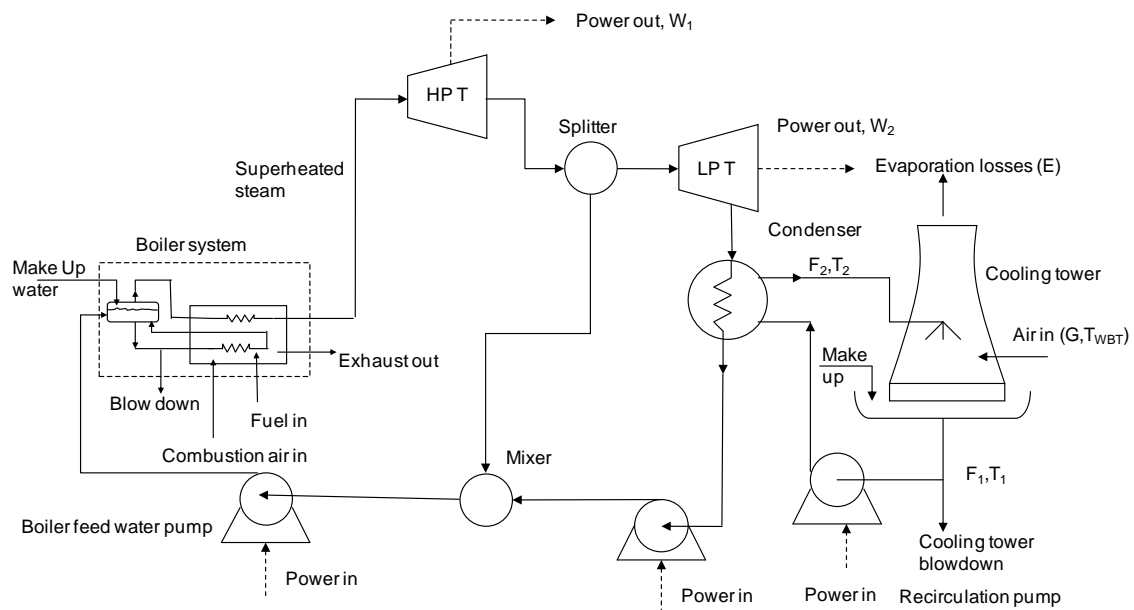 Power out, W1
HP T
Splitter
Power out, W2
Superheated
steam
LP T
Evaporation losses (E)
Boiler system
Condenser
Make Up
water
F2,T2
Cooling tower
Exhaust out
Air in (G,TWBT)
Make
up
Blow down
Fuel in
Combustion air in
Mixer
F1,T1
Boiler feed water pump
Cooling tower
blowdown
Power in
Power in
Power in
Recirculation pump